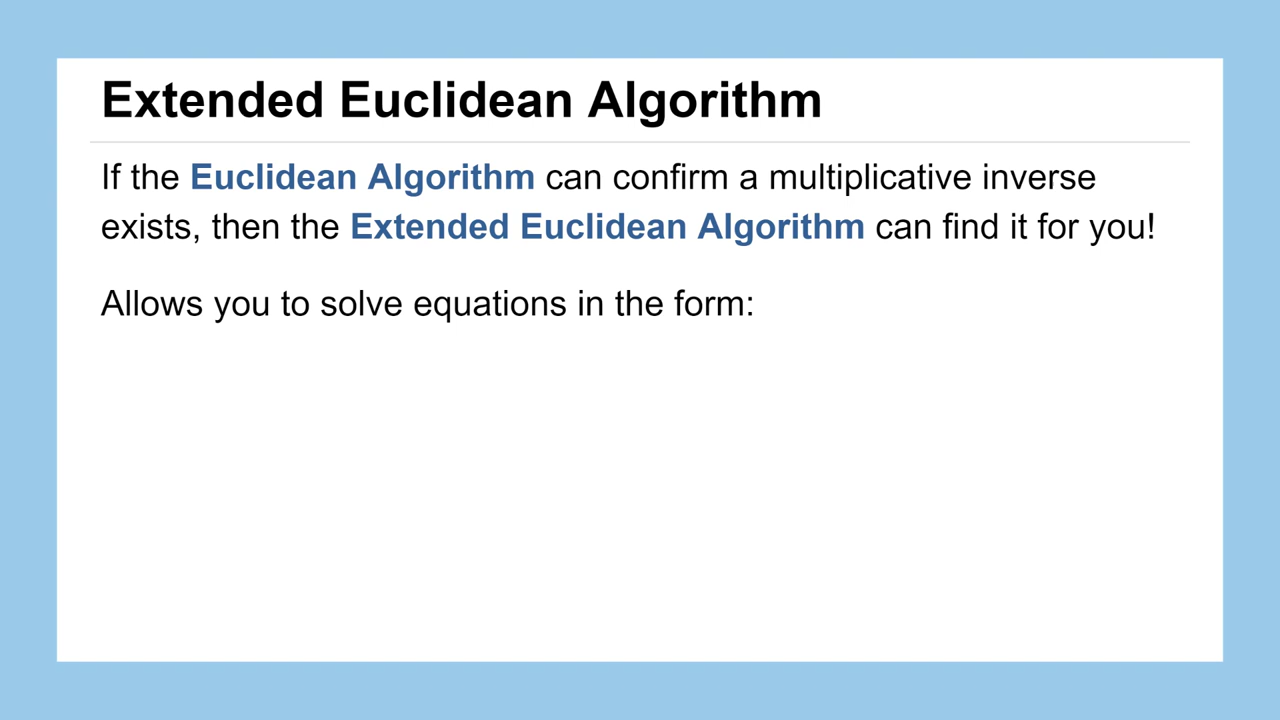 Extended Euclidean Algorithm
If the Euclidean Algorithm can confirm a multiplicative inverse
exists, then the Extended Euclidean Algorithm can find it for you!
Allows you to solve equations in the form: